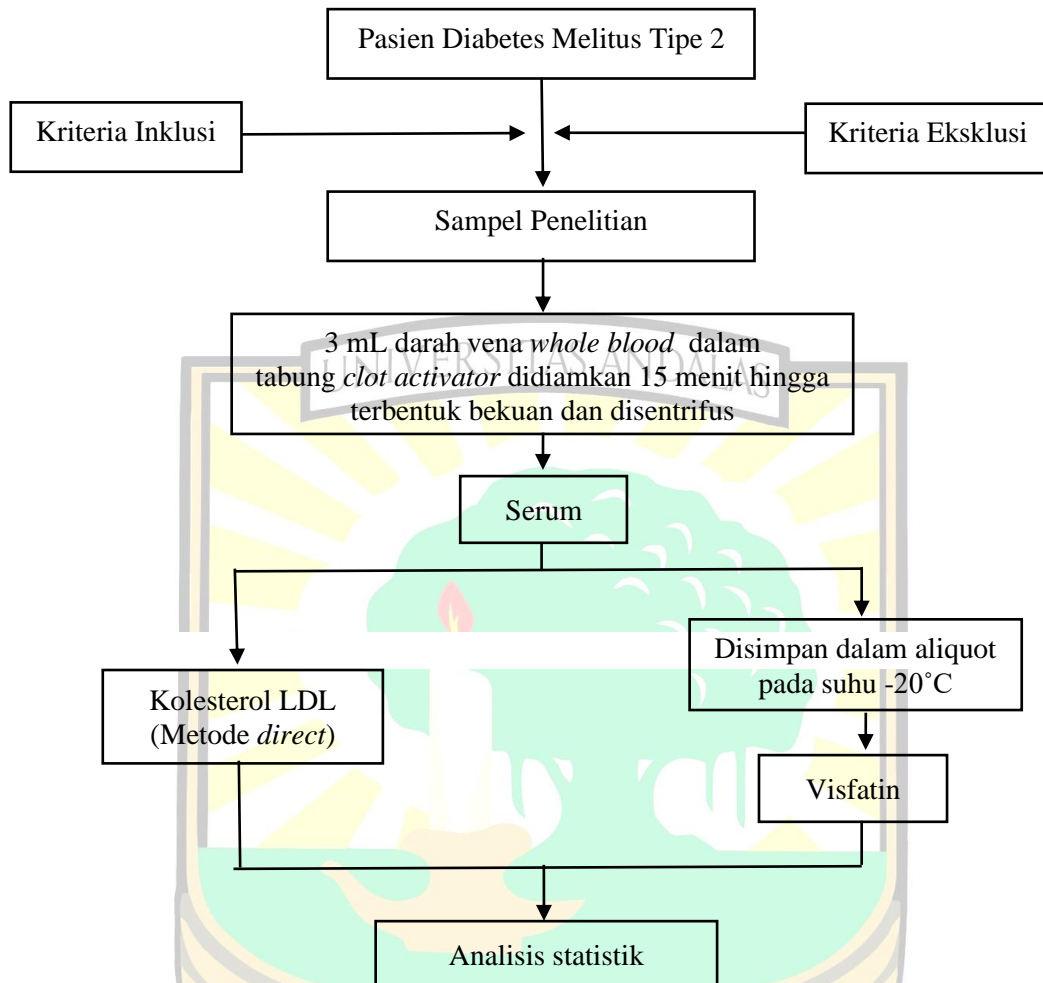 Pasien Diabetes Melitus Tipe 2
Kriteria Inklusi
Kriteria Eksklusi
Sampel Penelitian
3 mL darah vena whole blood dalam
tabung clot activator didiamkan 15 menit hingga
terbentuk bekuan dan disentrifus
UNIVERSITAS ANDALAS
Serum
Disimpan dalam aliquot
pada suhu -20˚C
Kolesterol LDL
(Metode direct)
Visfatin
Analisis statistik